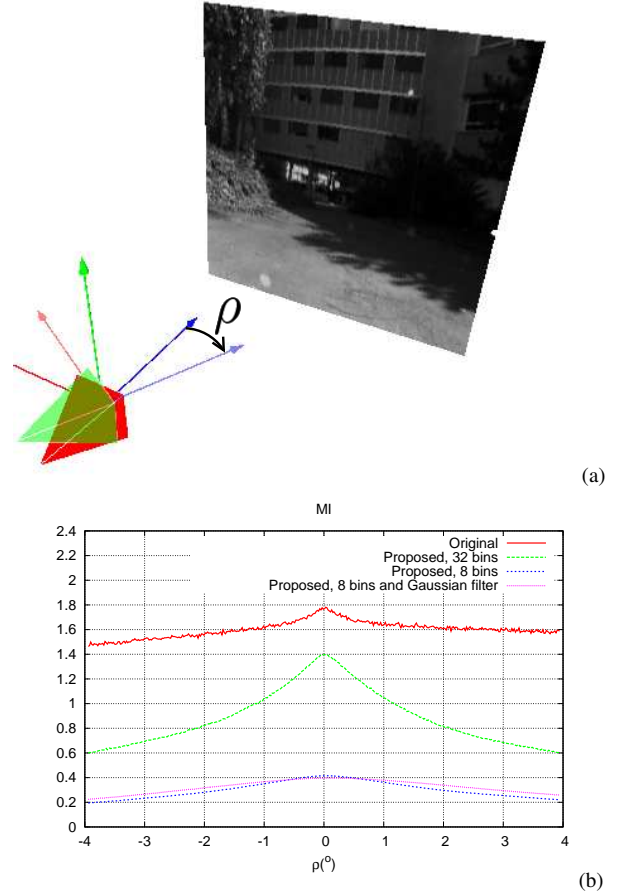 ρ
(a)
MI
2.4
2.2
2
1.8
1.6
1.4
1.2
1
0.8
0.6
0.4
0.2
0
Original
Proposed, 32 bins
Proposed, 8 bins
Proposed, 8 bins and Gaussian filter
-4 -3 -2 -1 0 1 2 3 4
ρ(º)
(b)